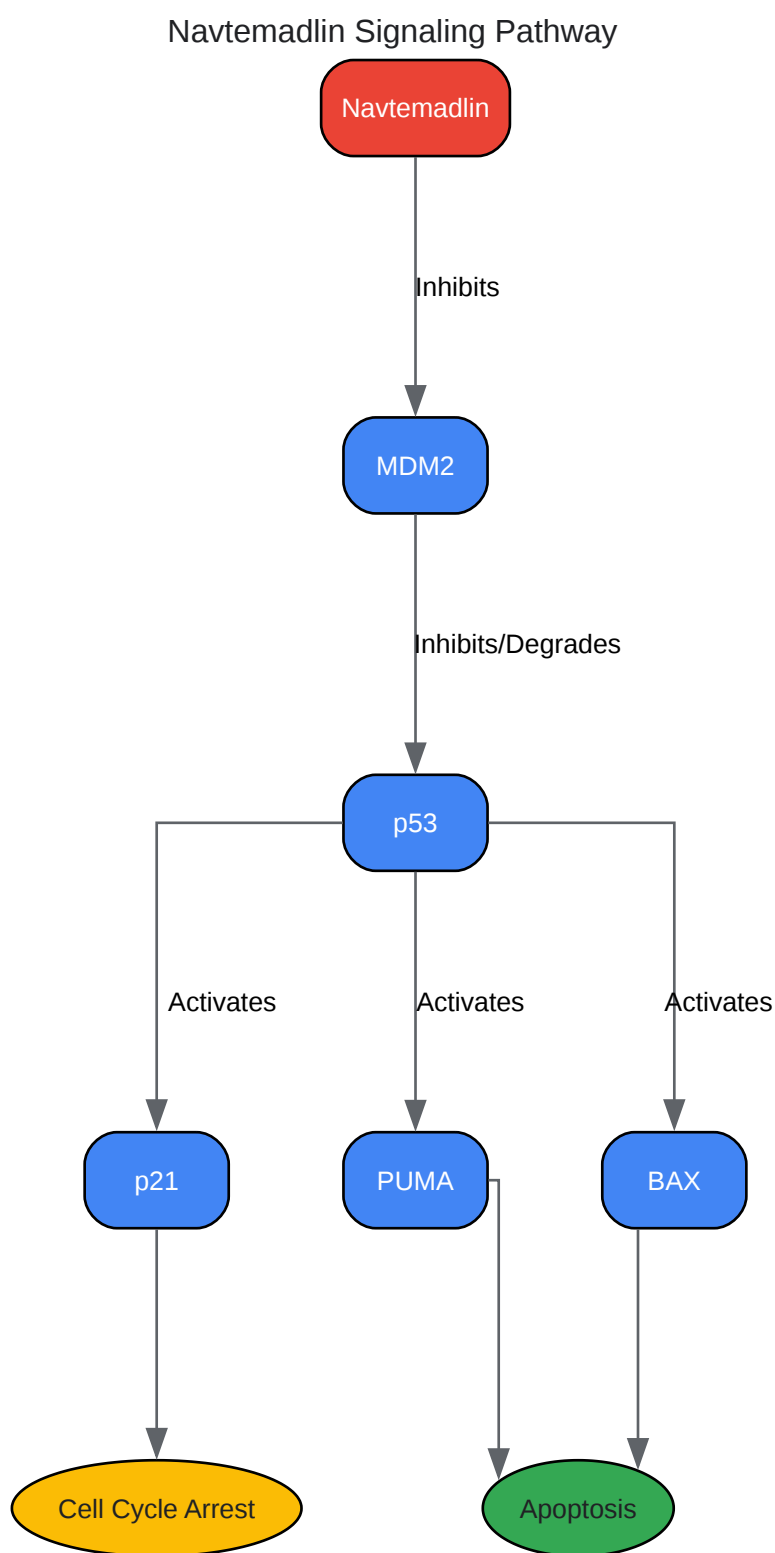 Navtemadlin Signaling Pathway
Navtemadlin
Inhibits
MDM2
Inhibits/Degrades
p53
Activates
Activates
Activates
p21
PUMA
BAX
Cell Cycle Arrest
Apoptosis